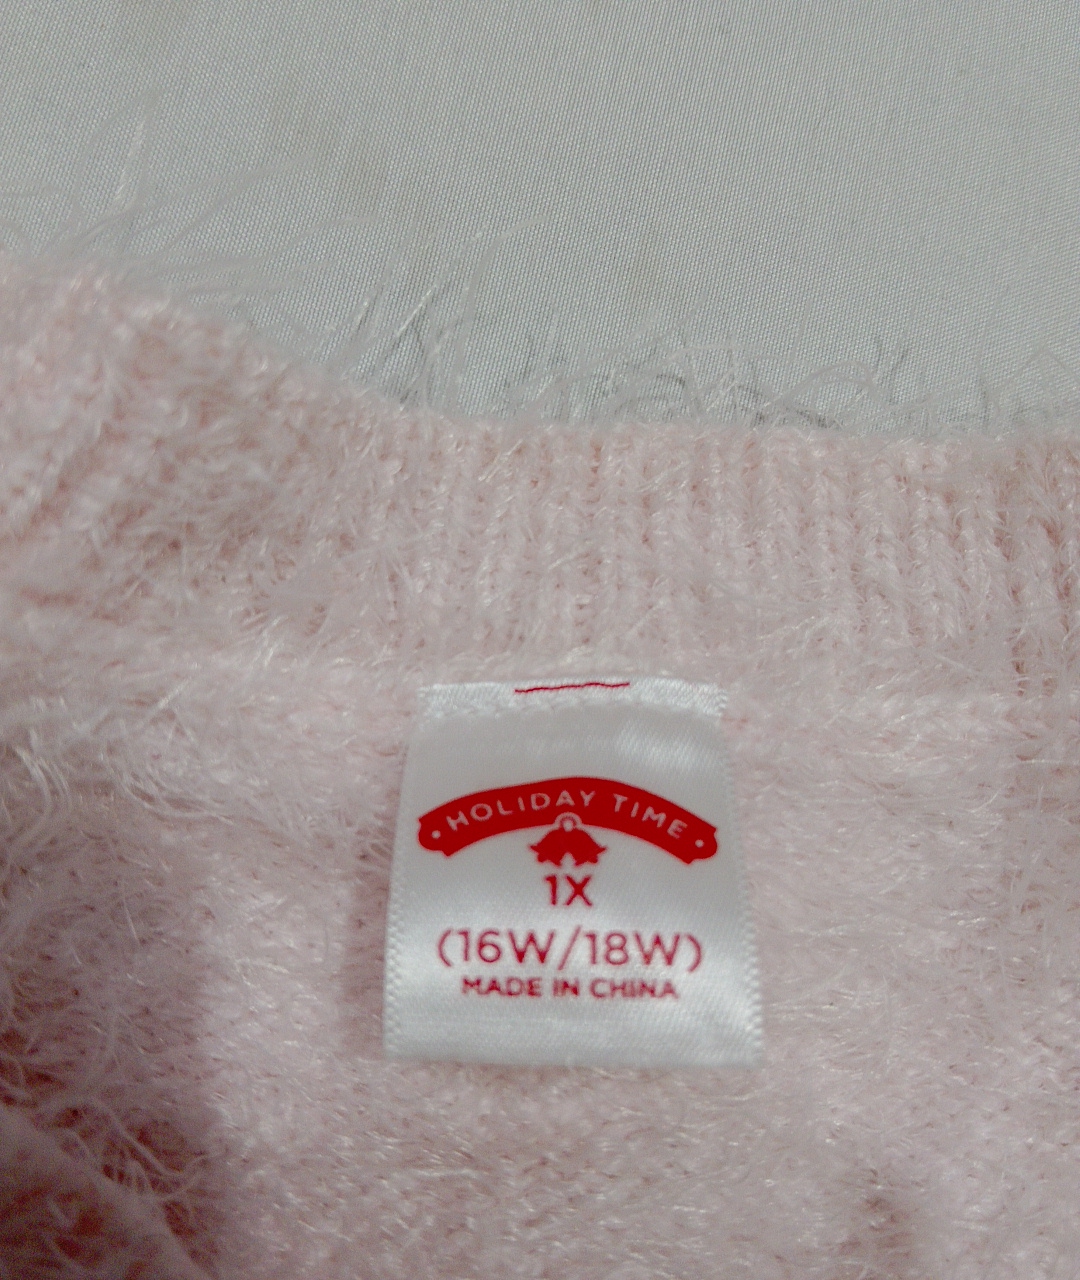 HOLIDAY TIME
1X
(16W/18W)
MADE IN CHINA